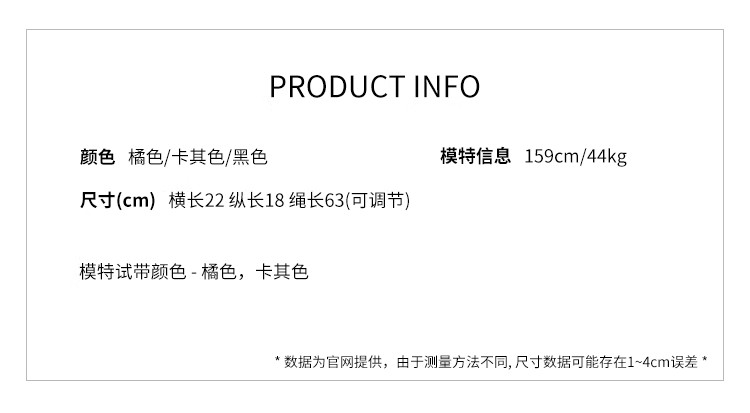 PRODUCT INFO
颜色 橘色/卡其色/黑色 模特信息 159cm/44kg
尺寸(cm) 横长22 纵长18 绳长63(可调节)
模特试带颜色 - 橘色，卡其色
* 数据为官网提供，由于测量方法不同, 尺寸数据可能存在1~4cm误差 *